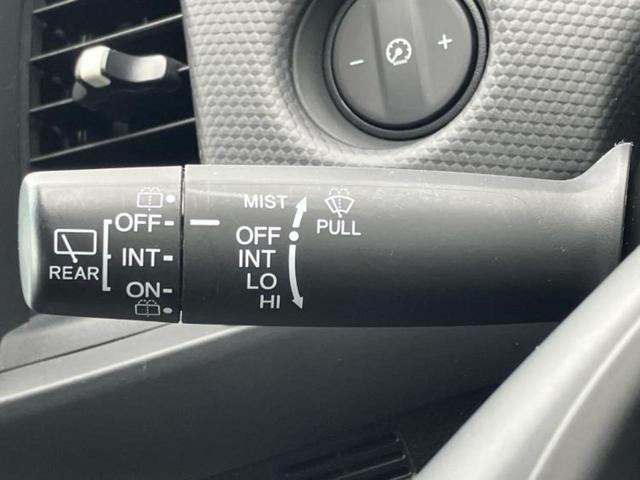 − +
REAR
OFF
INT
ON
MIST
OFF
INT
LO
HI
PULL